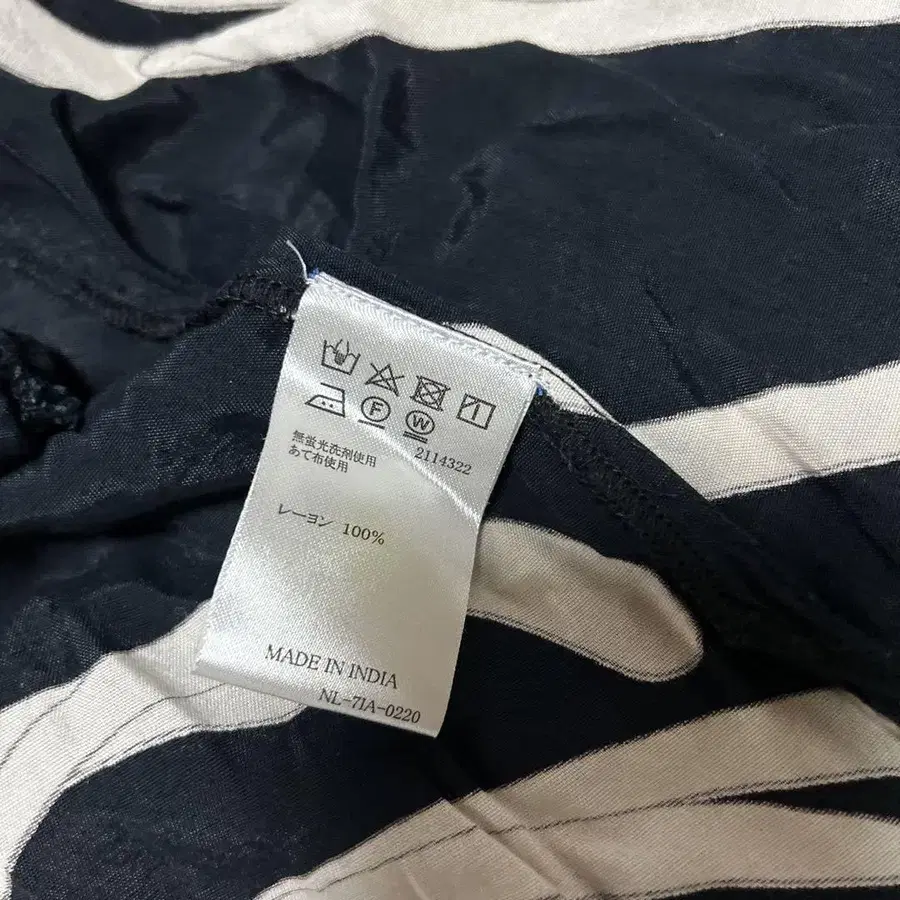 F W
無蛍光洗剤使用
あて布使用
2114322
レーヨン 100%
MADE IN INDIA
NL-71A-0220